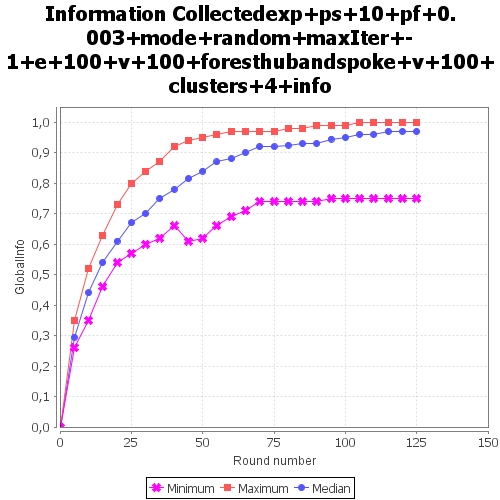 Information Collectedexp+ps+10+pf+0.
003+mode+random+maxIter+-
1+e+100+v+100+foresthubandspoke+v+100+
clusters+4+info
1,0
0,9
0,8
0,7
0,6
0,5
0,4
0,3
0,2
0,1
0,0
GlobalInfo
0 25 50 75 100 125 150
Round number
Minimum Maximum Median